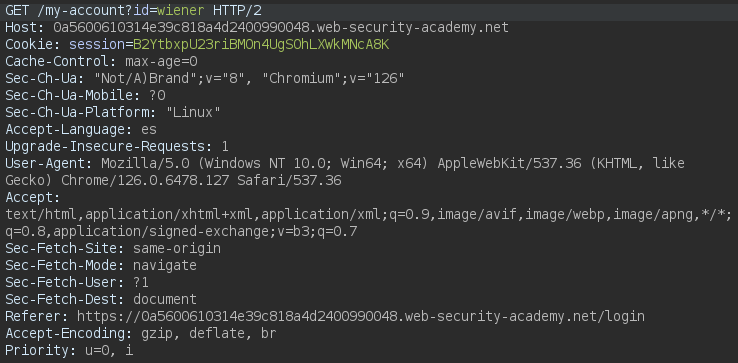 GET /my-account?id=wiener HTTP/2
Host: 0a5600610314e39c818a4d2400990048.web-security-academy.net
Cookie: session=B2YtbxpU23riBMOn4UgSOhLXWkMNcA8K
Cache-Control: max-age=0
Sec-Ch-Ua: "Not/A)Brand";v="8", "Chromium";v="126"
Sec-Ch-Ua-Mobile: ?0
Sec-Ch-Ua-Platform: "Linux"
Accept-Language: es
Upgrade-Insecure-Requests: 1
User-Agent: Mozilla/5.0 (Windows NT 10.0; Win64; x64) AppleWebKit/537.36 (KHTML, like
Gecko) Chrome/126.0.6478.127 Safari/537.36
Accept:
text/html,application/xhtml+xml,application/xml;q=0.9,image/avif,image/webp,image/apng,*/*;
q=0.8,application/signed-exchange;v=b3;q=0.7
Sec-Fetch-Site: same-origin
Sec-Fetch-Mode: navigate
Sec-Fetch-User: ?1
Sec-Fetch-Dest: document
Referer: https://0a5600610314e39c818a4d2400990048.web-security-academy.net/login
Accept-Encoding: gzip, deflate, br
Priority: u=0, i